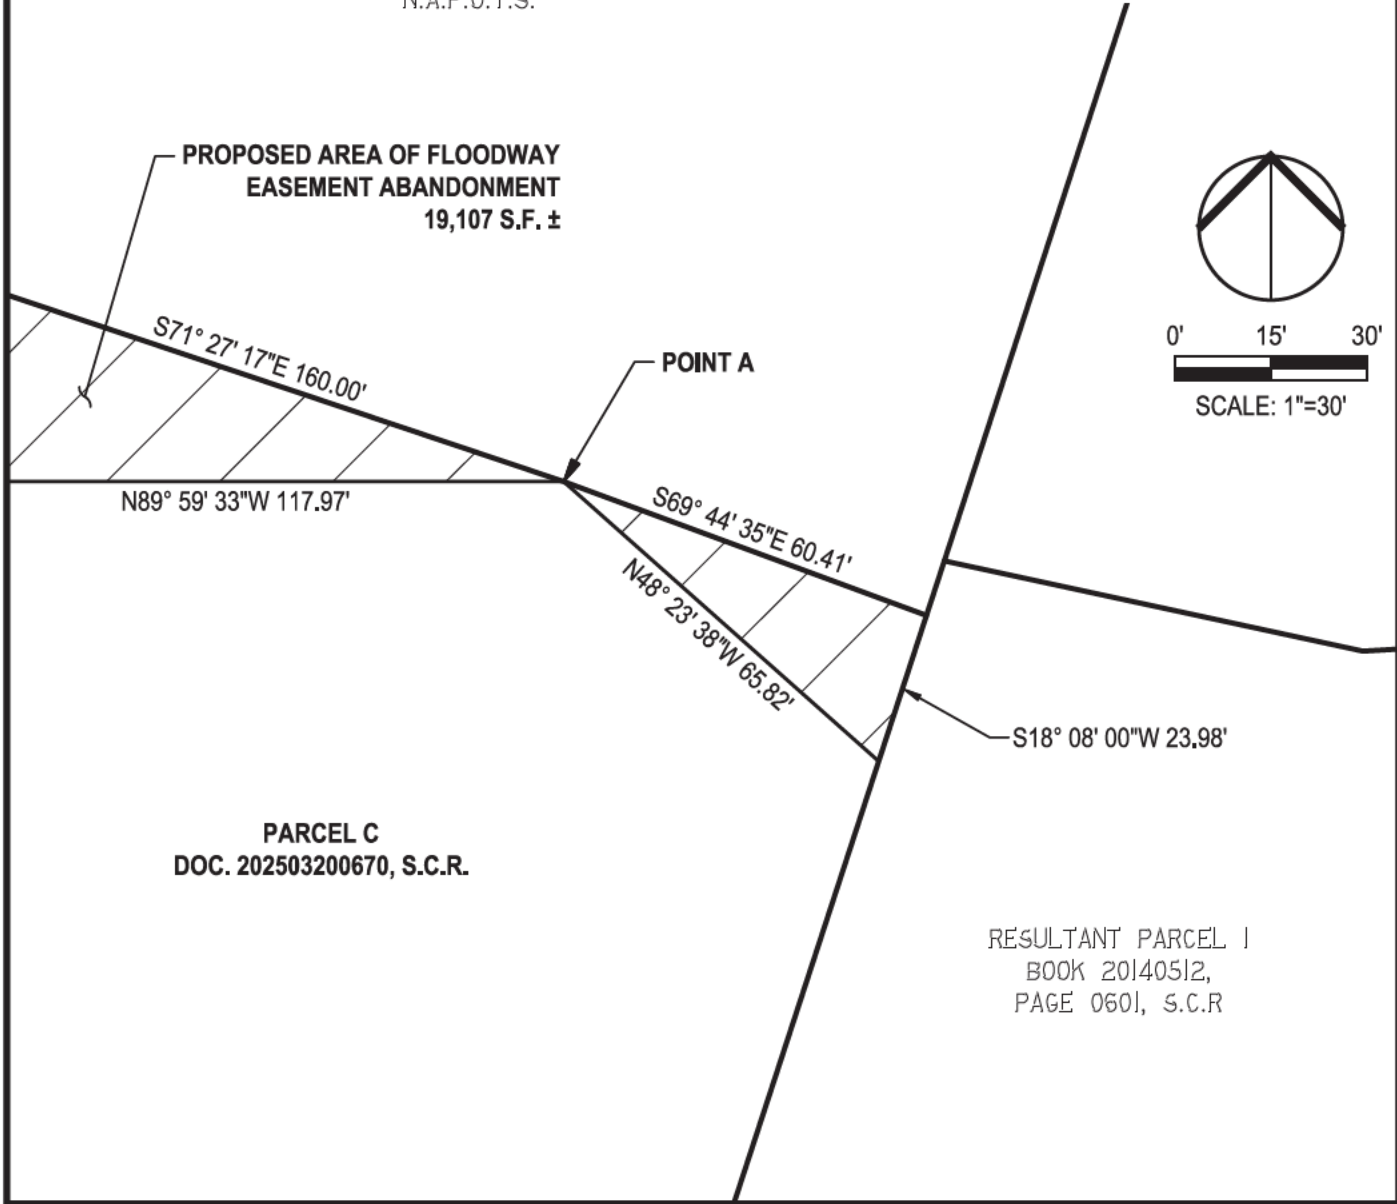 N.A.P.O.T.S.
PROPOSED AREA OF FLOODWAY
EASEMENT ABANDONMENT
19,107 S.F. ±
S71° 27' 17"E 160.00'
POINT A
0' 15' 30'
SCALE: 1"=30'
N89° 59' 33"W 117.97'
S69° 44' 35"E 60.41'
N48° 23' 38"W 65.82'
S18° 08' 00"W 23.98'
PARCEL C
DOC. 202503200670, S.C.R.
RESULTANT PARCEL 1
BOOK 20140512,
PAGE 0601, S.C.R